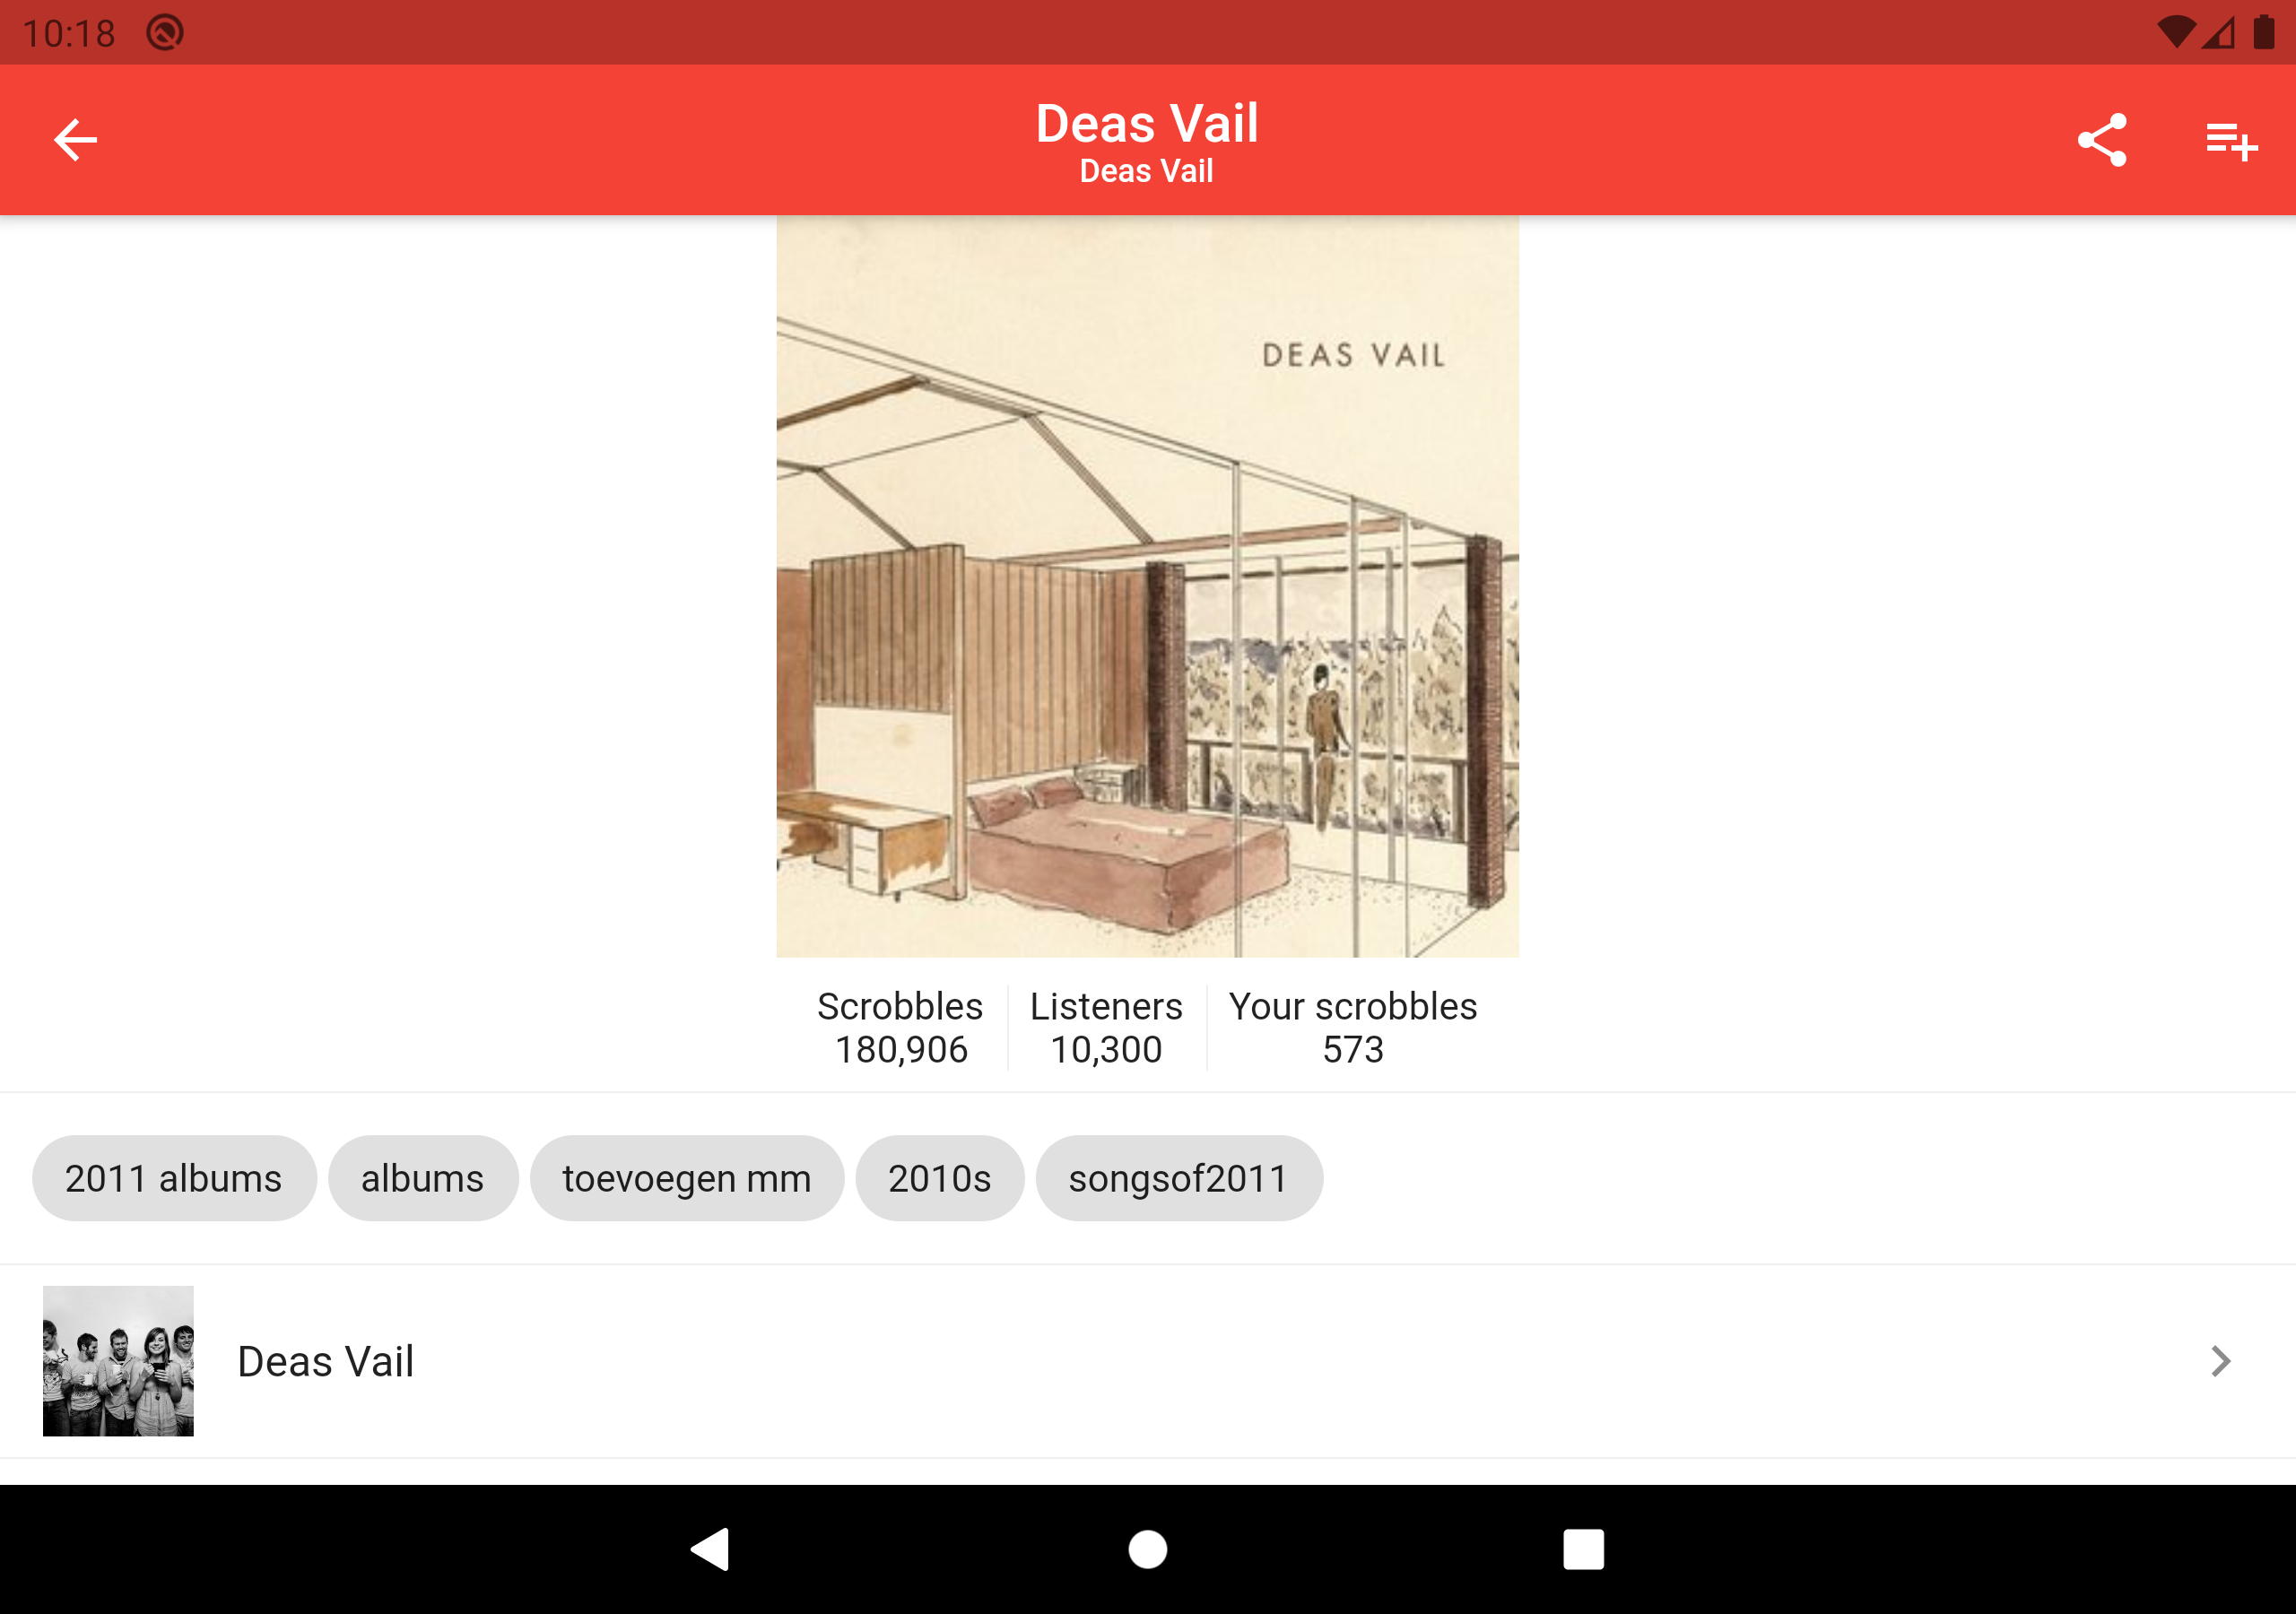 10:18
Deas Vail
Deas Vail
DEAS VAIL
Scrobbles
180,906
Listeners
10,300
Your scrobbles
573
2011 albums
albums
toevoegen mm
2010s
songsof2011
Deas Vail